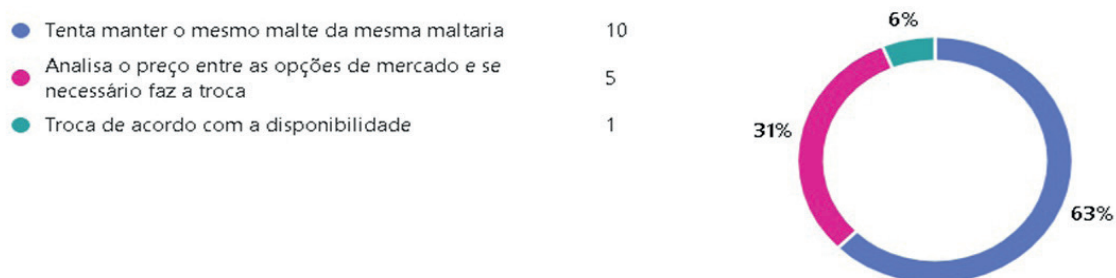 Tenta manter o mesmo malte da mesma maltaria 10
Analisa o preço entre as opções de mercado e se
necessário faz a troca 5
Troca de acordo com a disponibilidade 1
6%
31%
63%